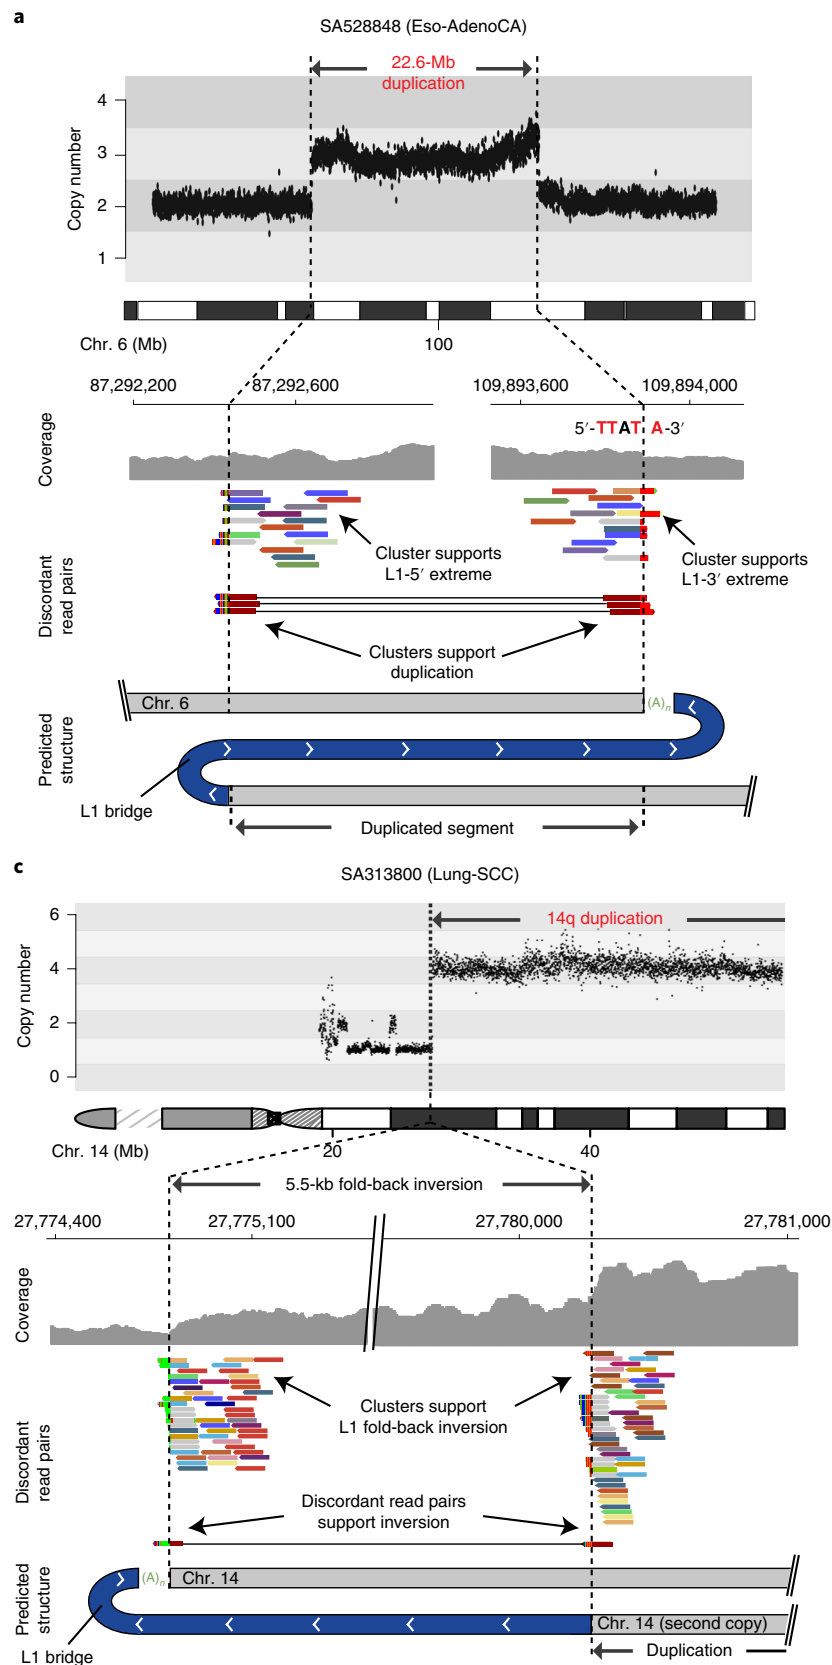 a
SA528848 (Eso-AdenoCA)
22.6-Mb
duplication
Copy number
4
3
2
1
Chr. 6 (Mb)
100
87,292,200
87,292,600
109,893,600
109,894,000
5′-TTAT A-3′
Coverage
Cluster supports
L1-5′ extreme
Cluster supports
L1-3′ extreme
Discordant
read pairs
Clusters support
duplication
Predicted
structure
Chr. 6
(A)n
L1 bridge
Duplicated segment
c
SA313800 (Lung-SCC)
14q duplication
Copy number
6
4
2
0
Chr. 14 (Mb)
20
40
5.5-kb fold-back inversion
27,774,400
27,775,100
27,780,000
27,781,000
Coverage
Clusters support
L1 fold-back inversion
Discordant
read pairs
Discordant read pairs
support inversion
Predicted
structure
(A)n
Chr. 14
Chr. 14 (second copy)
L1 bridge
Duplication